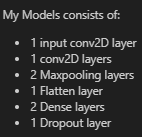 My Models consists of:
• 1 input conv2D layer
• 1 conv2D layers
• 2 Maxpooling layers
• 1 Flatten layer
• 2 Dense layers
• 1 Dropout layer